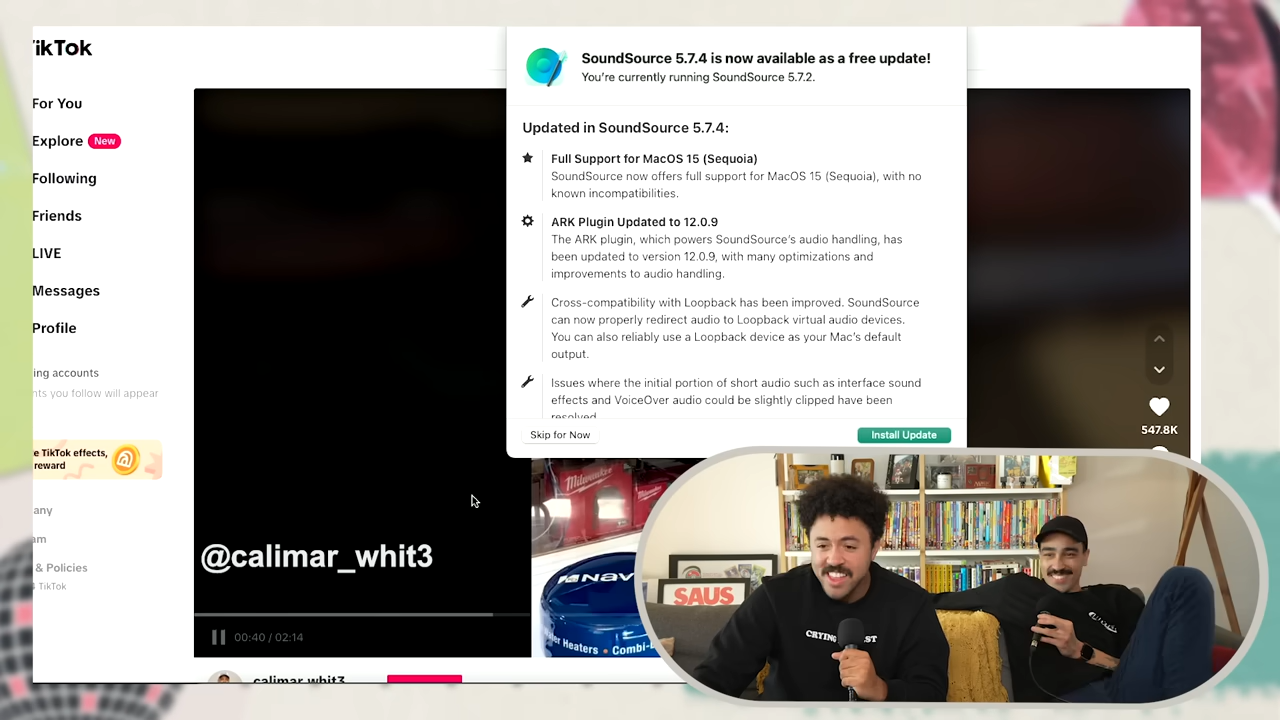 ikTok
For You
Explore New
Following
Friends
LIVE
Messages
Profile
ing accounts
nts you follow will appear
e TikTok effects,
reward
any
am
& Policies
TikTok
SoundSource 5.7.4 is now available as a free update!
You're currently running SoundSource 5.7.2.
Updated in SoundSource 5.7.4:
Full Support for MacOS 15 (Sequoia)
SoundSource now offers full support for MacOS 15 (Sequoia), with no
known incompatibilities.
ARK Plugin Updated to 12.0.9
The ARK plugin, which powers SoundSource's audio handling, has
been updated to version 12.0.9, with many optimizations and
improvements to audio handling.
Cross-compatibility with Loopback has been improved. SoundSource
can now properly redirect audio to Loopback virtual audio devices.
You can also reliably use a Loopback device as your Mac's default
output.
Issues where the initial portion of short audio such as interface sound
effects and VoiceOver audio could be slightly clipped have been
resolved
Skip for Now
Install Update
547.8K
@calimar_whit3
00:40 / 02:14
calimar_whit3
Milwaukee
NAV
ter Heaters • Combi-
SAUS